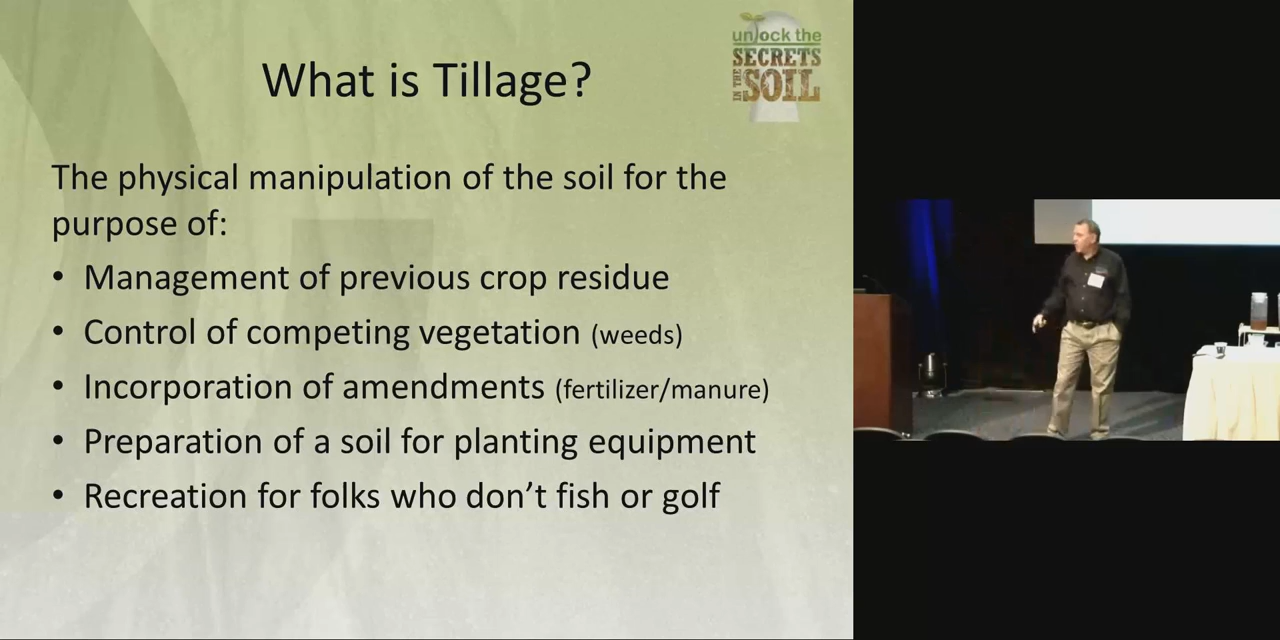 unlock the
SECRETS
IN THE
SOIL
What is Tillage?
The physical manipulation of the soil for the
purpose of:
• Management of previous crop residue
• Control of competing vegetation (weeds)
• Incorporation of amendments (fertilizer/manure)
• Preparation of a soil for planting equipment
• Recreation for folks who don’t fish or golf